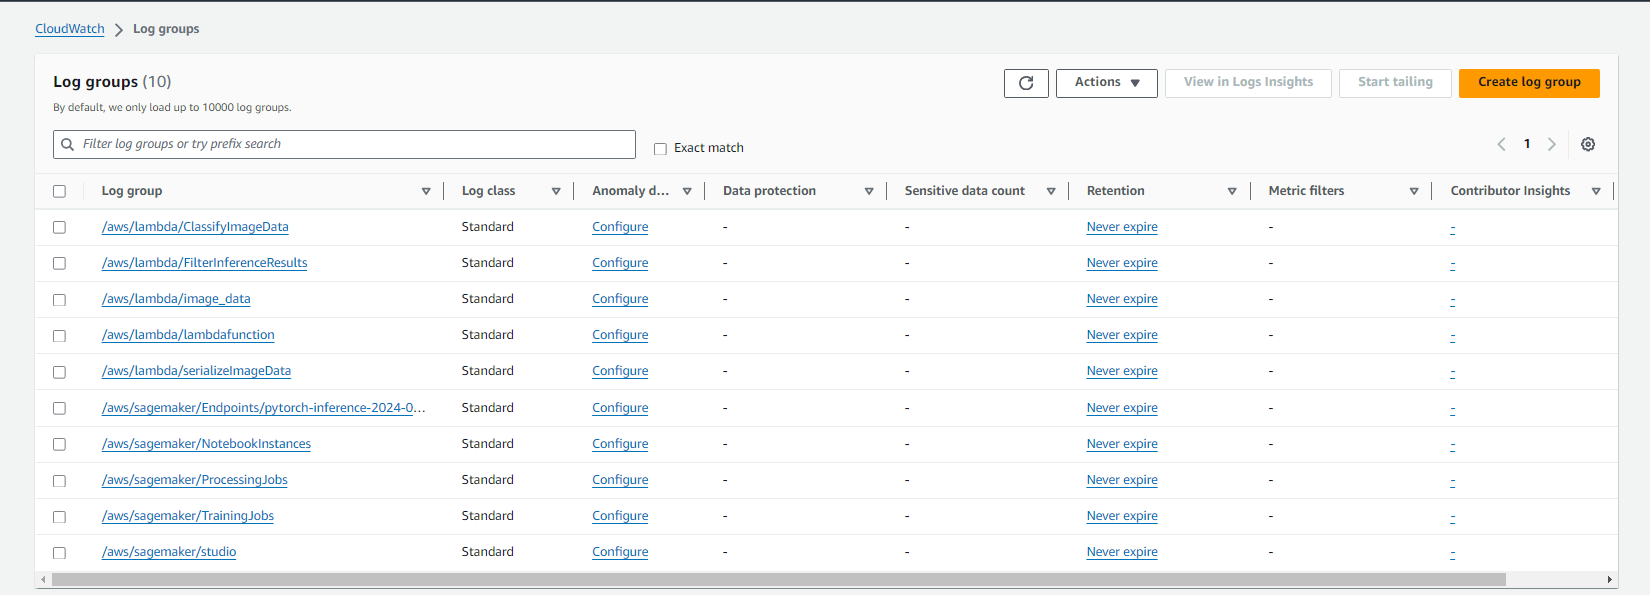 CloudWatch > Log groups
Log groups (10)
Actions
View in Logs Insights
Start tailing
Create log group
By default, we only load up to 10000 log groups.
Filter log groups or try prefix search
Exact match
1
Log group Log class Anomaly d... Data protection Sensitive data count Retention Metric filters Contributor Insights
/aws/lambda/ClassifyImageData Standard Configure - - Never expire - -
/aws/lambda/FilterInferenceResults Standard Configure - - Never expire - -
/aws/lambda/image_data Standard Configure - - Never expire - -
/aws/lambda/lambdafunction Standard Configure - - Never expire - -
/aws/lambda/serializeImageData Standard Configure - - Never expire - -
/aws/sagemaker/Endpoints/pytorch-inference-2024-0... Standard Configure - - Never expire - -
/aws/sagemaker/NotebookInstances Standard Configure - - Never expire - -
/aws/sagemaker/ProcessingJobs Standard Configure - - Never expire - -
/aws/sagemaker/TrainingJobs Standard Configure - - Never expire - -
/aws/sagemaker/studio Standard Configure - - Never expire - -